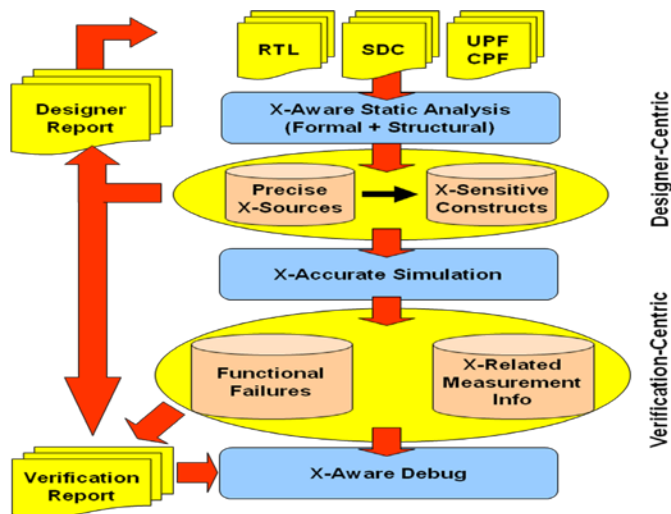 RTL
SDC
UPF
CPF
Designer
Report
X-Aware Static Analysis
(Formal + Structural)
Precise
X-Sources
X-Sensitive
Constructs
Designer-Centric
X-Accurate Simulation
Functional
Failures
X-Related
Measurement
Info
Verification-Centric
Verification
Report
X-Aware Debug